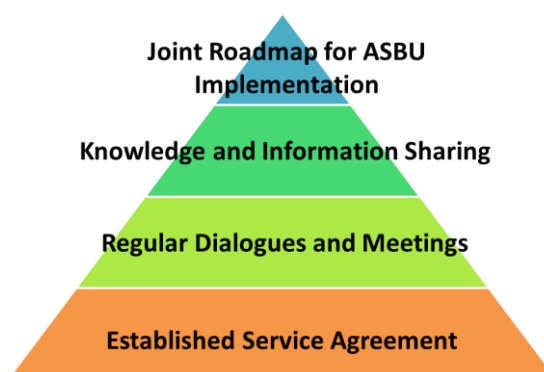 Joint Roadmap for ASBU
Implementation
Knowledge and Information Sharing
Regular Dialogues and Meetings
Established Service Agreement